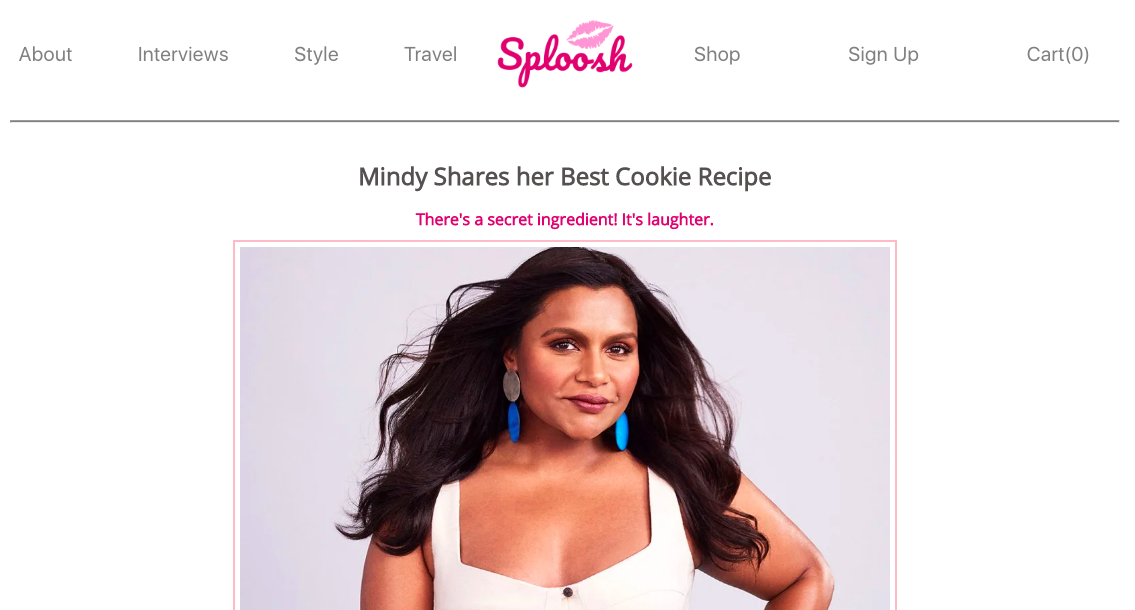 About
Interviews
Style
Travel
Sploosh
Shop
Sign Up
Cart(0)
Mindy Shares her Best Cookie Recipe
There's a secret ingredient! It's laughter.